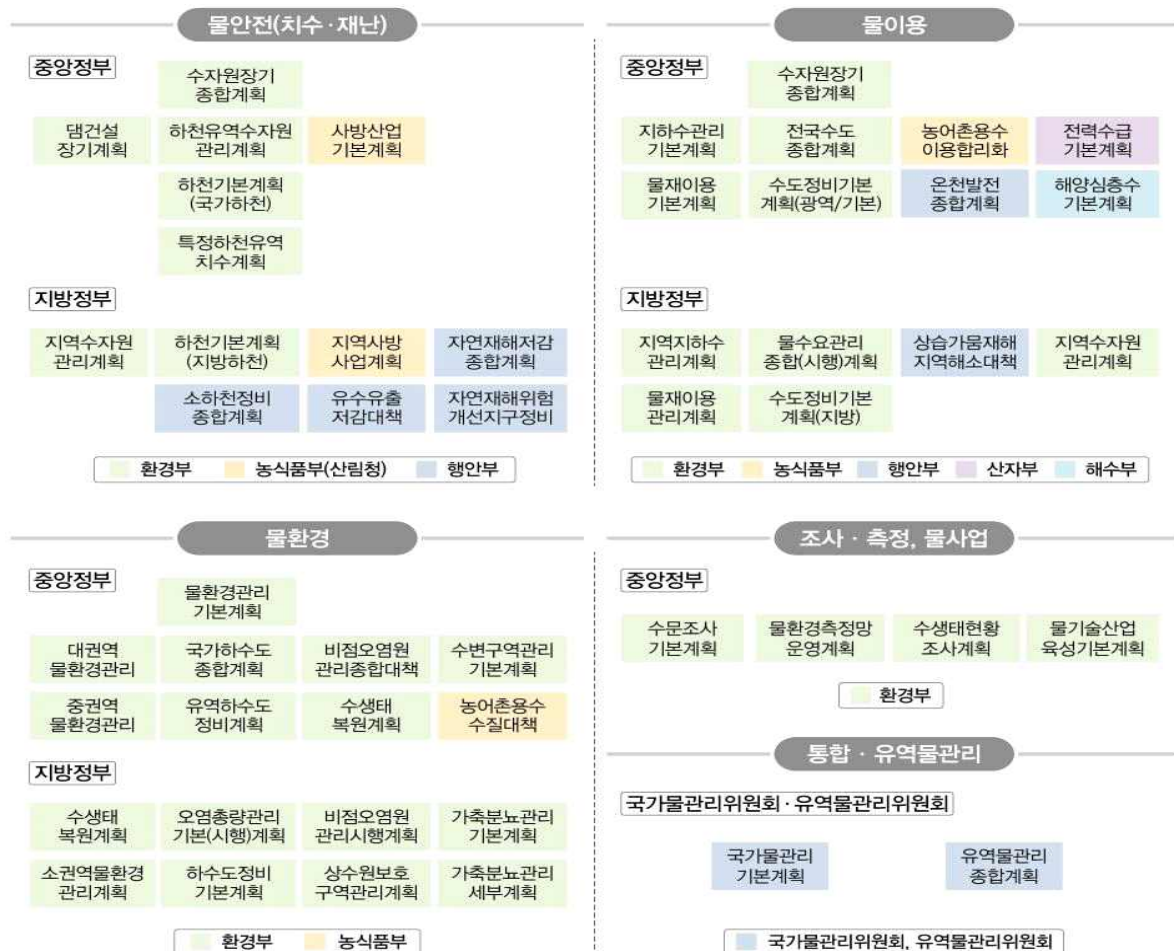 물안전(치수·재난)
중앙정부
수자원장기
종합계획
댐건설
장기계획
하천유역수자원
관리계획
사방산업
기본계획
하천기본계획
(국가하천)
특정하천유역
치수계획
지방정부
지역수자원
관리계획
하천기본계획
(지방하천)
지역사방
사업계획
자연재해저감
종합계획
소하천정비
종합계획
유수유출
저감대책
자연재해위험
개선지구정비
환경부 농식품부(산림청) 행안부
물이용
중앙정부
수자원장기
종합계획
지하수관리
기본계획
전국수도
종합계획
농어촌용수
이용합리화
전력수급
기본계획
물재이용
기본계획
수도정비기본
계획(광역/기본)
온천발전
종합계획
해양심층수
기본계획
지방정부
지역지하수
관리계획
물수요관리
종합(시행)계획
상습가뭄재해
지역해소대책
지역수자원
관리계획
물재이용
관리계획
수도정비기본
계획(지방)
환경부 농식품부 행안부 산자부 해수부
물환경
중앙정부
물환경관리
기본계획
대권역
물환경관리
국가하수도
종합계획
비점오염원
관리종합대책
수변구역관리
기본계획
중권역
물환경관리
유역하수도
정비계획
수생태
복원계획
농어촌용수
수질대책
지방정부
수생태
복원계획
오염총량관리
기본(시행)계획
비점오염원
관리시행계획
가축분뇨관리
기본계획
소권역물환경
관리계획
하수도정비
기본계획
상수원보호
구역관리계획
가축분뇨관리
세부계획
환경부 농식품부
조사·측정, 물사업
중앙정부
수문조사
기본계획
물환경측정망
운영계획
수생태현황
조사계획
물기술산업
육성기본계획
환경부
통합·유역물관리
국가물관리위원회·유역물관리위원회
국가물관리
기본계획
유역물관리
종합계획
국가물관리위원회, 유역물관리위원회